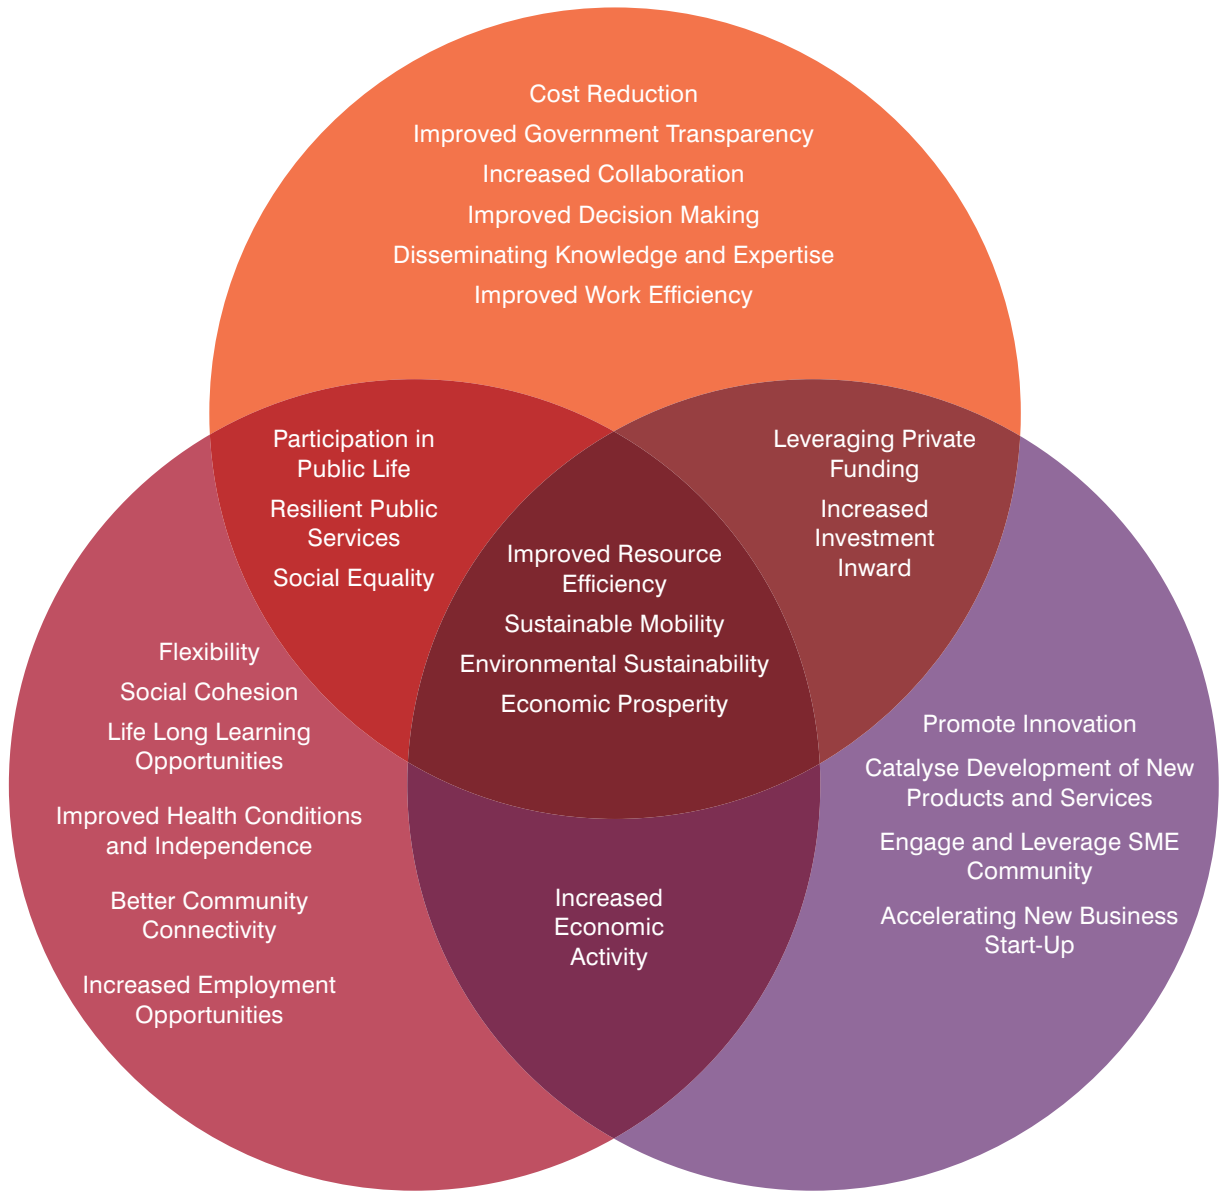 Cost Reduction
Improved Government Transparency
Increased Collaboration
Improved Decision Making
Disseminating Knowledge and Expertise
Improved Work Efficiency
Participation in
Public Life
Resilient Public
Services
Social Equality
Leveraging Private
Funding
Increased
Investment
Inward
Improved Resource
Efficiency
Sustainable Mobility
Environmental Sustainability
Economic Prosperity
Flexibility
Social Cohesion
Life Long Learning
Opportunities
Improved Health Conditions
and Independence
Better Community
Connectivity
Increased Employment
Opportunities
Increased
Economic
Activity
Promote Innovation
Catalyse Development of New
Products and Services
Engage and Leverage SME
Community
Accelerating New Business
Start-Up